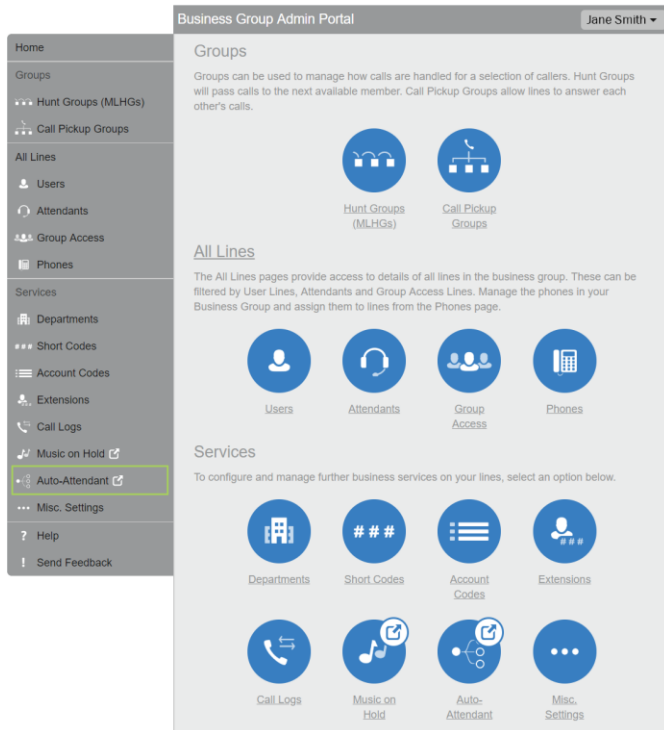 Business Group Admin Portal
Jane Smith
Home
Groups
Hunt Groups (MLHGs)
Call Pickup Groups
All Lines
Users
Attendants
Group Access
Phones
Services
Departments
### Short Codes
Account Codes
Extensions
Call Logs
Music on Hold
Auto-Attendant
Misc. Settings
? Help
! Send Feedback
Groups
Groups can be used to manage how calls are handled for a selection of callers. Hunt Groups
will pass calls to the next available member. Call Pickup Groups allow lines to answer each
other's calls.
Hunt Groups
(MLHGs)
Call Pickup
Groups
All Lines
The All Lines pages provide access to details of all lines in the business group. These can be
filtered by User Lines, Attendants and Group Access Lines. Manage the phones in your
Business Group and assign them to lines from the Phones page.
Users
Attendants
Group
Access
Phones
Services
To configure and manage further business services on your lines, select an option below.
###
###
Departments
Short Codes
Account
Codes
Extensions
Call Logs
Music on
Hold
Auto-
Attendant
Misc.
Settings